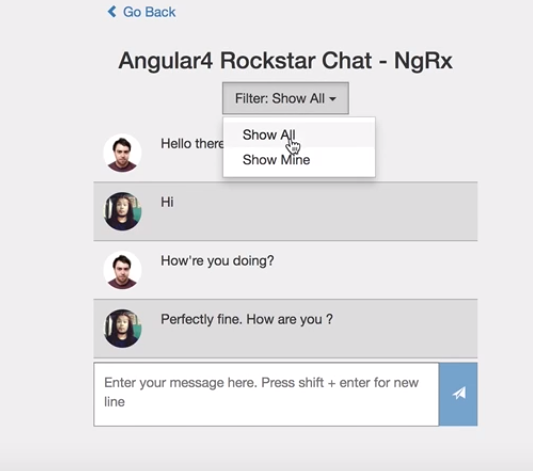 Go Back
Angular4 Rockstar Chat - NgRx
Filter: Show All
Show All
Show Mine
Hello there
Hi
How're you doing?
Perfectly fine. How are you ?
Enter your message here. Press shift + enter for new
line